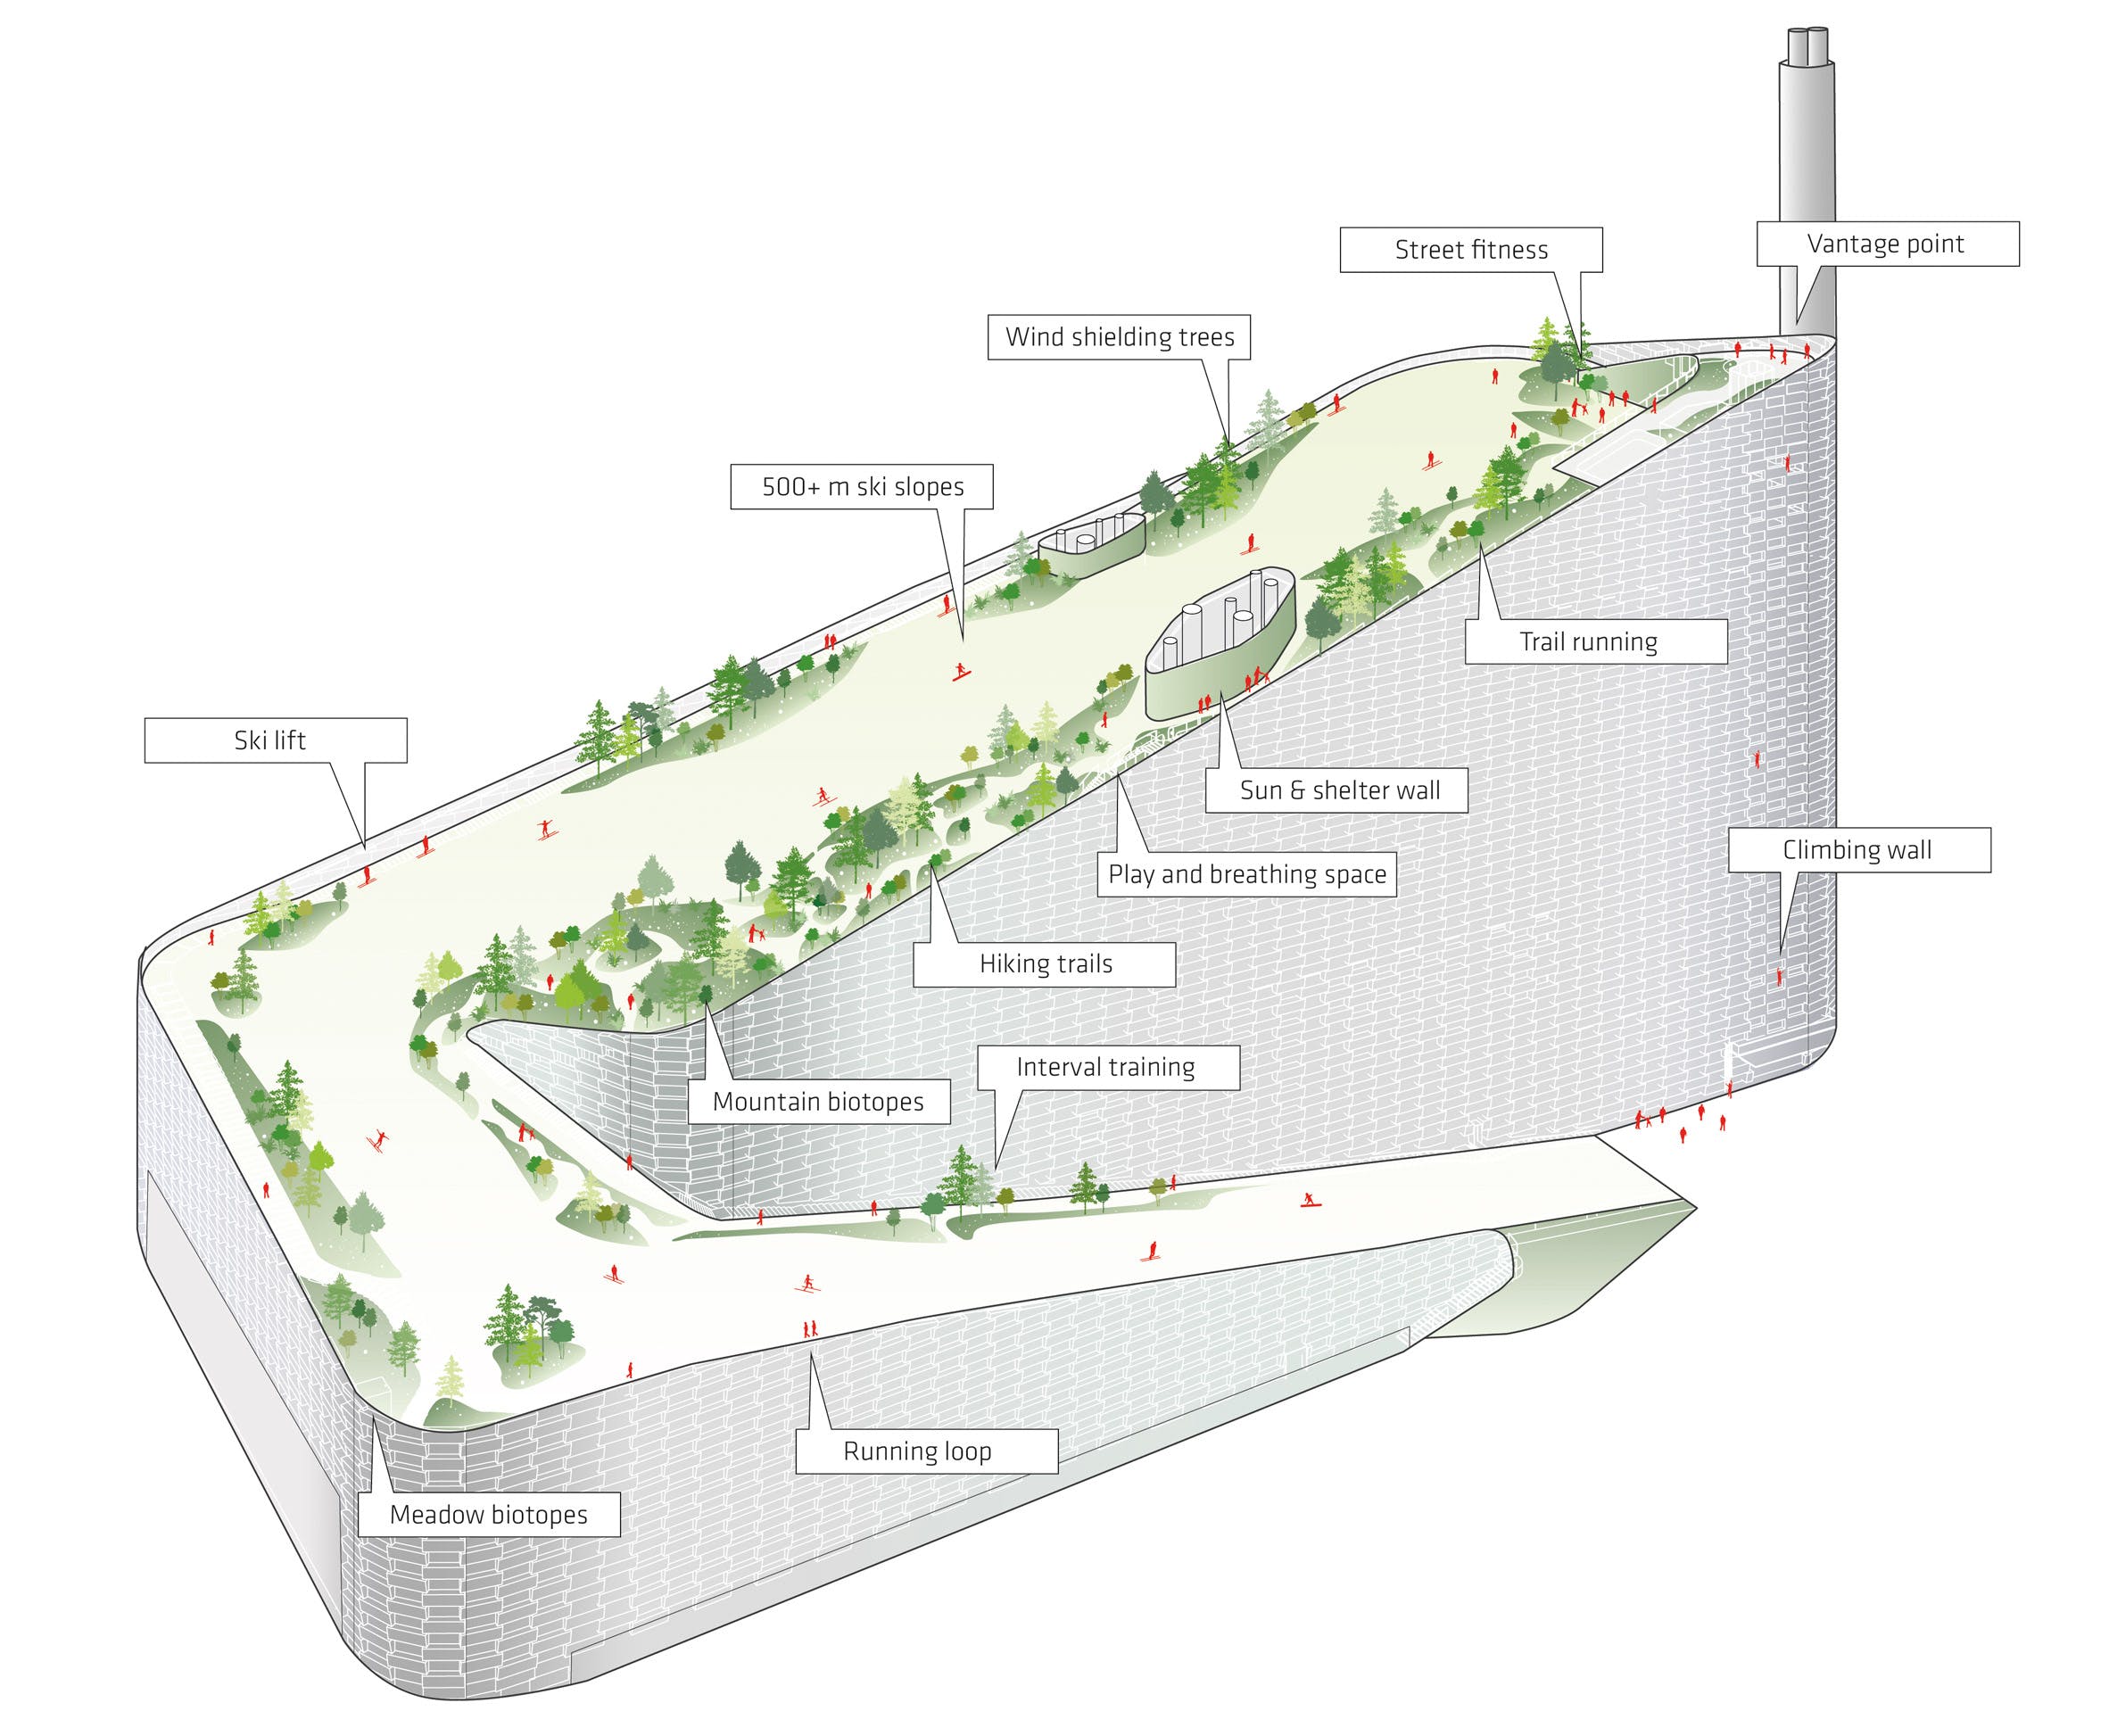 Vantage point
Street fitness
Wind shielding trees
500+ m ski slopes
Trail running
Ski lift
Sun & shelter wall
Climbing wall
Play and breathing space
Hiking trails
Interval training
Mountain biotopes
Running loop
Meadow biotopes